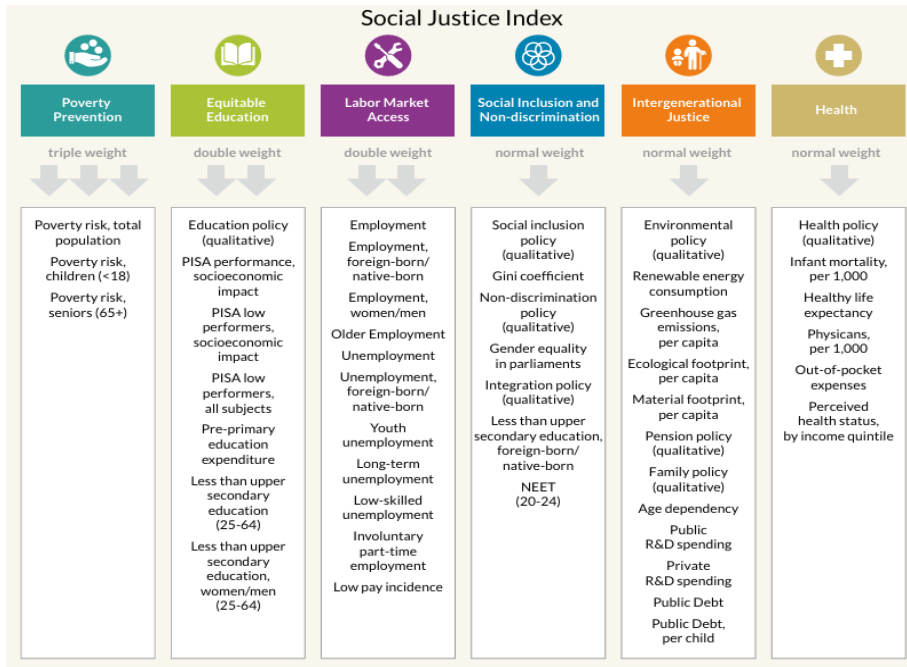 Social Justice Index
Poverty
Prevention
Equitable
Education
Labor Market
Access
Social Inclusion and
Non-discrimination
Intergenerational
Justice
Health
triple weight
double weight
double weight
normal weight
normal weight
normal weight
Poverty risk, total
population
Poverty risk,
children (<18)
Poverty risk,
seniors (65+)
Education policy
(qualitative)
PISA performance,
socioeconomic
impact
PISA low
performers,
socioeconomic
impact
PISA low
performers,
all subjects
Pre-primary
education
expenditure
Less than upper
secondary
education
(25-64)
Less than upper
secondary
education,
women/men
(25-64)
Employment
Employment,
foreign-born/
native-born
Employment,
women/men
Older Employment
Unemployment
Unemployment,
foreign-born/
native-born
Youth
unemployment
Long-term
unemployment
Low-skilled
unemployment
Involuntary
part-time
employment
Low pay incidence
Social inclusion
policy
(qualitative)
Gini coefficient
Non-discrimination
policy
(qualitative)
Gender equality
in parliaments
Integration policy
(qualitative)
Less than upper
secondary education,
foreign-born/
native-born
NEET
(20-24)
Environmental
policy
(qualitative)
Renewable energy
consumption
Greenhouse gas
emissions,
per capita
Ecological footprint,
per capita
Material footprint,
per capita
Pension policy
(qualitative)
Family policy
(qualitative)
Age dependency
Public
R&D spending
Private
R&D spending
Public Debt
Public Debt,
per child
Health policy
(qualitative)
Infant mortality,
per 1,000
Healthy life
expectancy
Physicans,
per 1,000
Out-of-pocket
expenses
Perceived
health status,
by income quintile